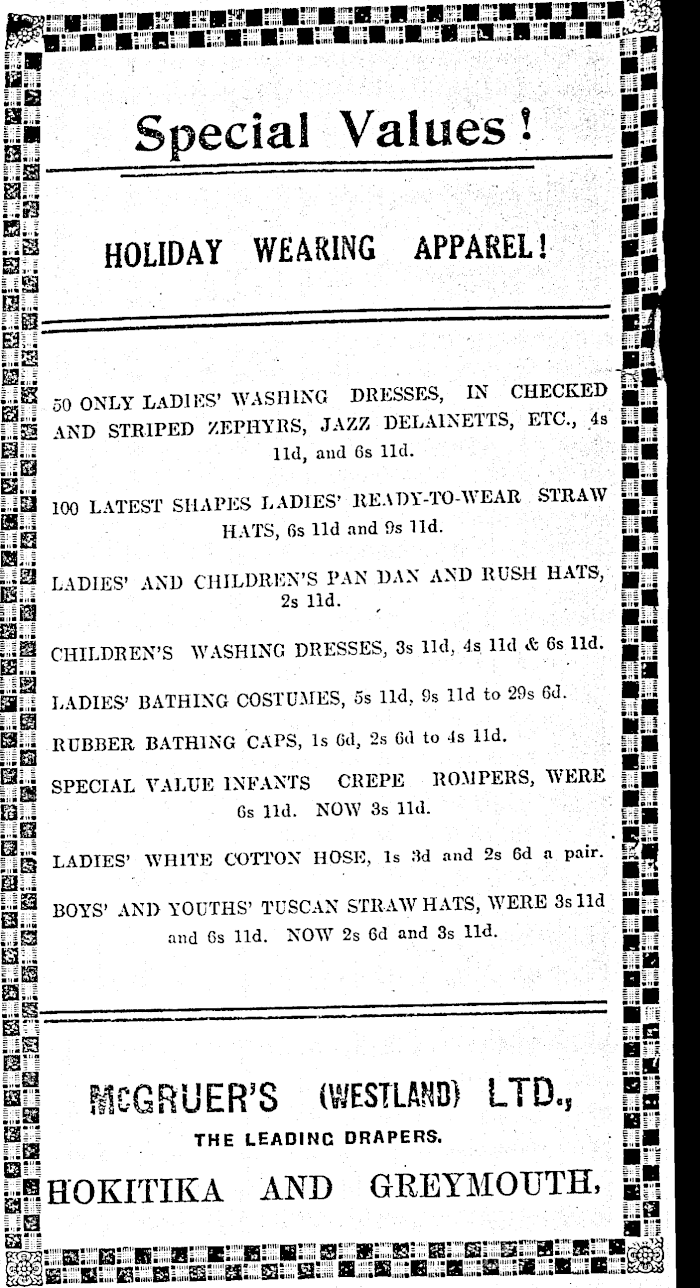 Special Values!
HOLIDAY WEARING APPAREL!
50 ONLY LADIES' WASHING DRESSES, IN CHECKED
AND STRIPED ZEPHYRS, JAZZ DELAINETTS, ETC., 4s
11d, and 6s 11d.
100 LATEST SHAPES LADIES' READY-TO-WEAR STRAW
HATS, 6s 11d and 9s 11d.
LADIES' AND CHILDREN'S PAN DAN AND RUSH HATS,
2s 11d.
CHILDREN'S WASHING DRESSES, 3s 11d, 4s 11d & 6s 11d.
LADIES' BATHING COSTUMES, 5s 11d, 9s 11d to 29s 6d.
RUBBER BATHING CAPS, 1s 6d, 2s 6d to 4s 11d.
SPECIAL VALUE INFANTS CREPE ROMPERS, WERE
6s 11d. NOW 3s 11d.
LADIES' WHITE COTTON HOSE, 1s 3d and 2s 6d a pair.
BOYS' AND YOUTHS' TUSCAN STRAW HATS, WERE 3s 11d
and 6s 11d. NOW 2s 6d and 3s 11d.
McGRUER'S (WESTLAND) LTD.,
THE LEADING DRAPERS.
HOKITIKA AND GREYMOUTH,